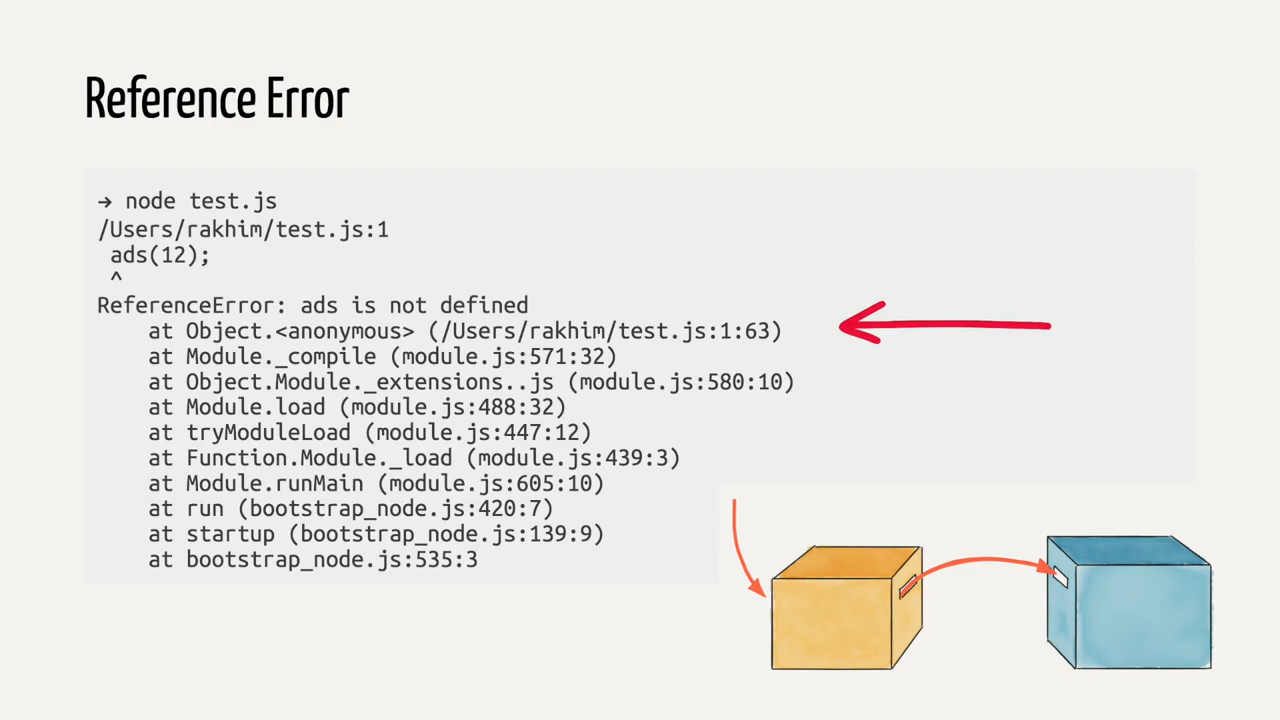 Reference Error
→ node test.js
/Users/rakhim/test.js:1
ads(12);
^
ReferenceError: ads is not defined
at Object.<anonymous> (/Users/rakhim/test.js:1:63)
at Module._compile (module.js:571:32)
at Object.Module._extensions..js (module.js:580:10)
at Module.load (module.js:488:32)
at tryModuleLoad (module.js:447:12)
at Function.Module._load (module.js:439:3)
at Module.runMain (module.js:605:10)
at run (bootstrap_node.js:420:7)
at startup (bootstrap_node.js:139:9)
at bootstrap_node.js:535:3